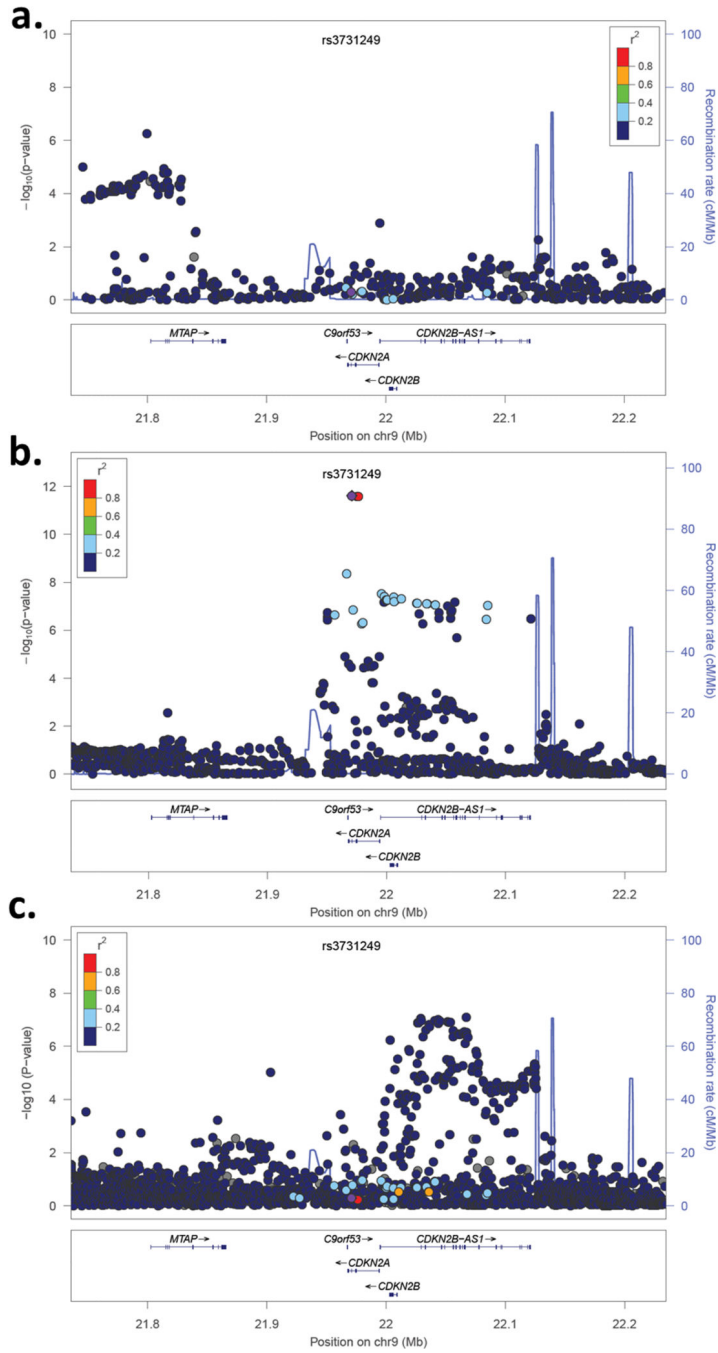 a.
rs3731249
10
8
6
4
2
0
−log10(p−value)
r2
0.8
0.6
0.4
0.2
100
80
60
40
20
0
Recombination rate (cM/Mb)
MTAP→
C9orf53→
CDKN2B−AS1→
←CDKN2A
←CDKN2B
21.8 21.9 22 22.1 22.2
Position on chr9 (Mb)
b.
rs3731249
12
10
8
6
4
2
0
−log10(p−value)
r2
0.8
0.6
0.4
0.2
100
80
60
40
20
0
Recombination rate (cM/Mb)
MTAP→
C9orf53→
CDKN2B−AS1→
←CDKN2A
←CDKN2B
21.8 21.9 22 22.1 22.2
Position on chr9 (Mb)
c.
rs3731249
10
8
6
4
2
0
−log10 (P−value)
r2
0.8
0.6
0.4
0.2
100
80
60
40
20
0
Recombination rate (cM/Mb)
MTAP→
C9orf53→
CDKN2B−AS1→
←CDKN2A
←CDKN2B
21.8 21.9 22 22.1 22.2
Position on chr9 (Mb)